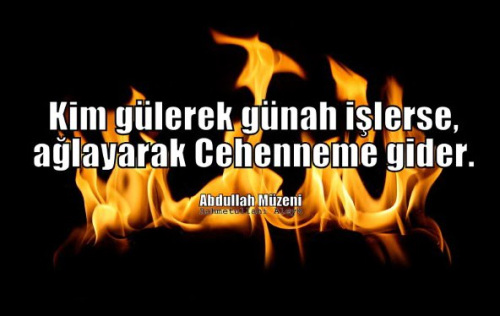 Kim gülerek günah işlerse,
ağlayarak Cehenneme gider.
Abdullah Müzeni